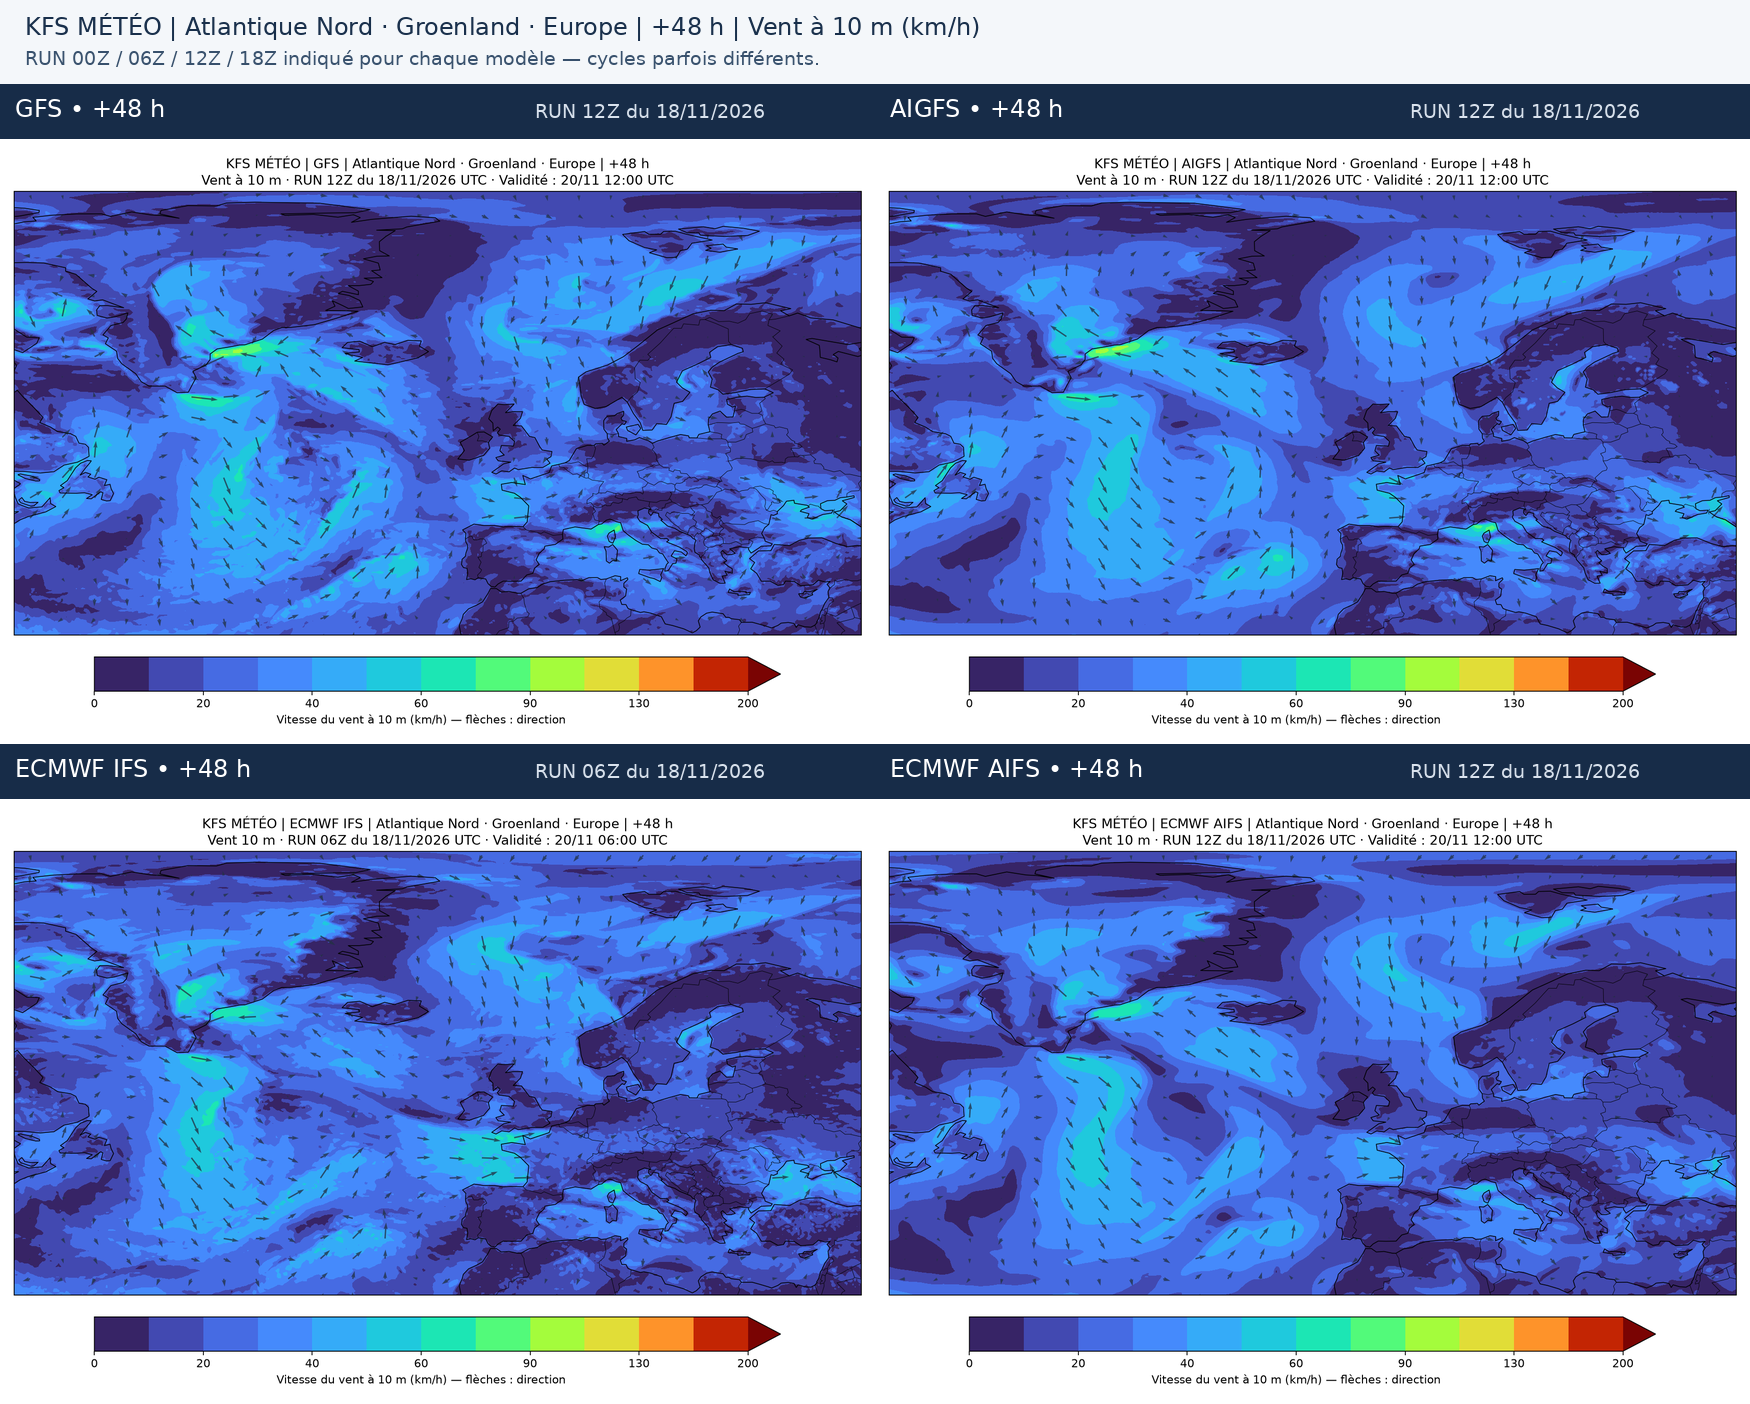 KFS MÉTÉO | Atlantique Nord · Groenland · Europe | +48 h | Vent à 10 m (km/h)
RUN 00Z / 06Z / 12Z / 18Z indiqué pour chaque modèle — cycles parfois différents.
GFS • +48 h RUN 12Z du 18/11/2026
KFS MÉTÉO | GFS | Atlantique Nord · Groenland · Europe | +48 h
Vent à 10 m · RUN 12Z du 18/11/2026 UTC · Validité : 20/11 12:00 UTC
0 20 40 60 90 130 200
Vitesse du vent à 10 m (km/h) — flèches : direction
AIGFS • +48 h RUN 12Z du 18/11/2026
KFS MÉTÉO | AIGFS | Atlantique Nord · Groenland · Europe | +48 h
Vent à 10 m · RUN 12Z du 18/11/2026 UTC · Validité : 20/11 12:00 UTC
0 20 40 60 90 130 200
Vitesse du vent à 10 m (km/h) — flèches : direction
ECMWF IFS • +48 h RUN 06Z du 18/11/2026
KFS MÉTÉO | ECMWF IFS | Atlantique Nord · Groenland · Europe | +48 h
Vent 10 m · RUN 06Z du 18/11/2026 UTC · Validité : 20/11 06:00 UTC
0 20 40 60 90 130 200
Vitesse du vent à 10 m (km/h) — flèches : direction
ECMWF AIFS • +48 h RUN 12Z du 18/11/2026
KFS MÉTÉO | ECMWF AIFS | Atlantique Nord · Groenland · Europe | +48 h
Vent 10 m · RUN 12Z du 18/11/2026 UTC · Validité : 20/11 12:00 UTC
0 20 40 60 90 130 200
Vitesse du vent à 10 m (km/h) — flèches : direction